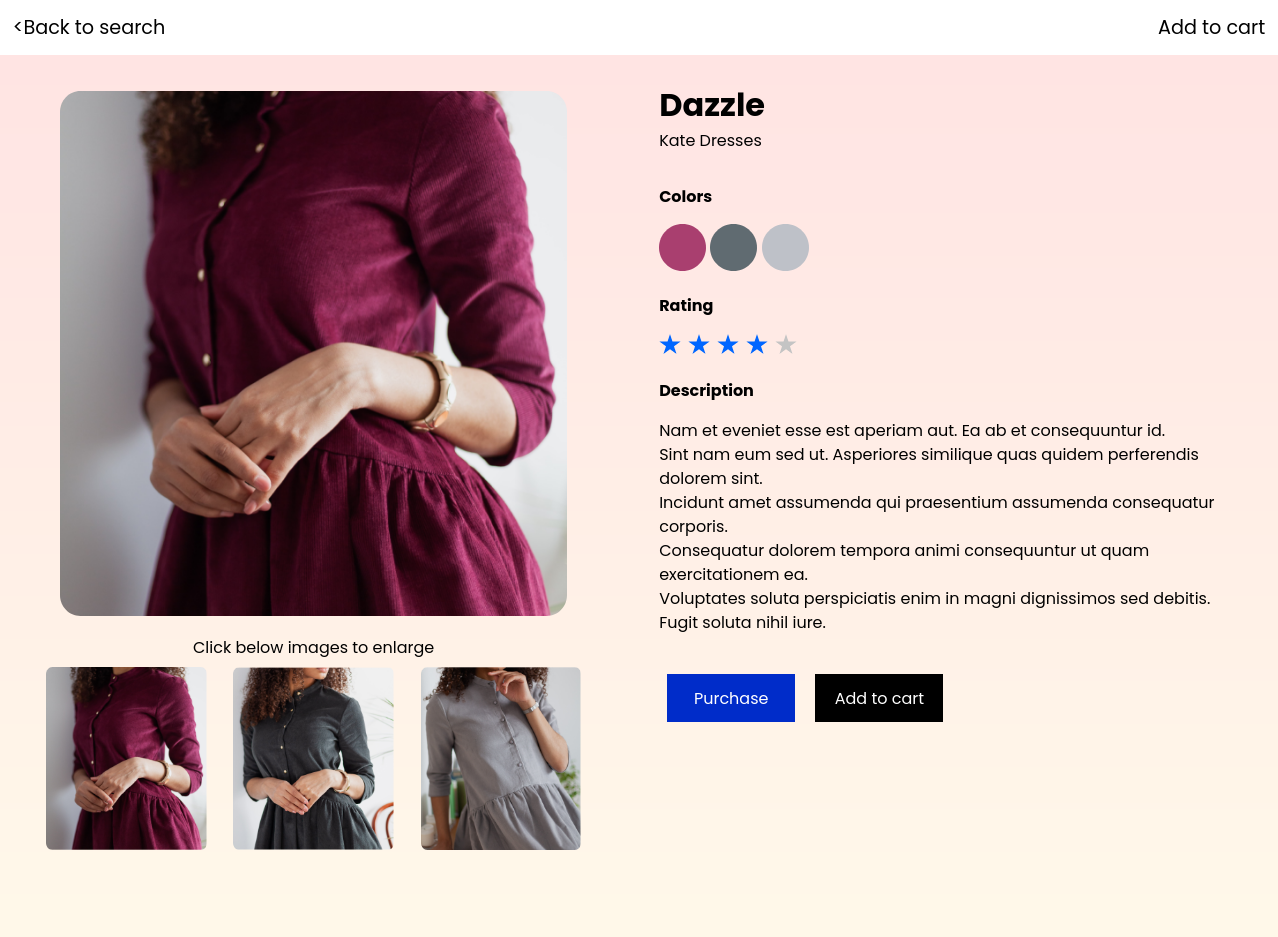 <Back to search
Add to cart
Dazzle
Kate Dresses
Colors
Rating
Description
Nam et eveniet esse est aperiam aut. Ea ab et consequuntur id.
Sint nam eum sed ut. Asperiores similique quas quidem perferendis
dolorem sint.
Incidunt amet assumenda qui praesentium assumenda consequatur
corporis.
Consequatur dolorem tempora animi consequuntur ut quam
exercitationem ea.
Voluptates soluta perspiciatis enim in magni dignissimos sed debitis.
Fugit soluta nihil iure.
Purchase
Add to cart
Click below images to enlarge